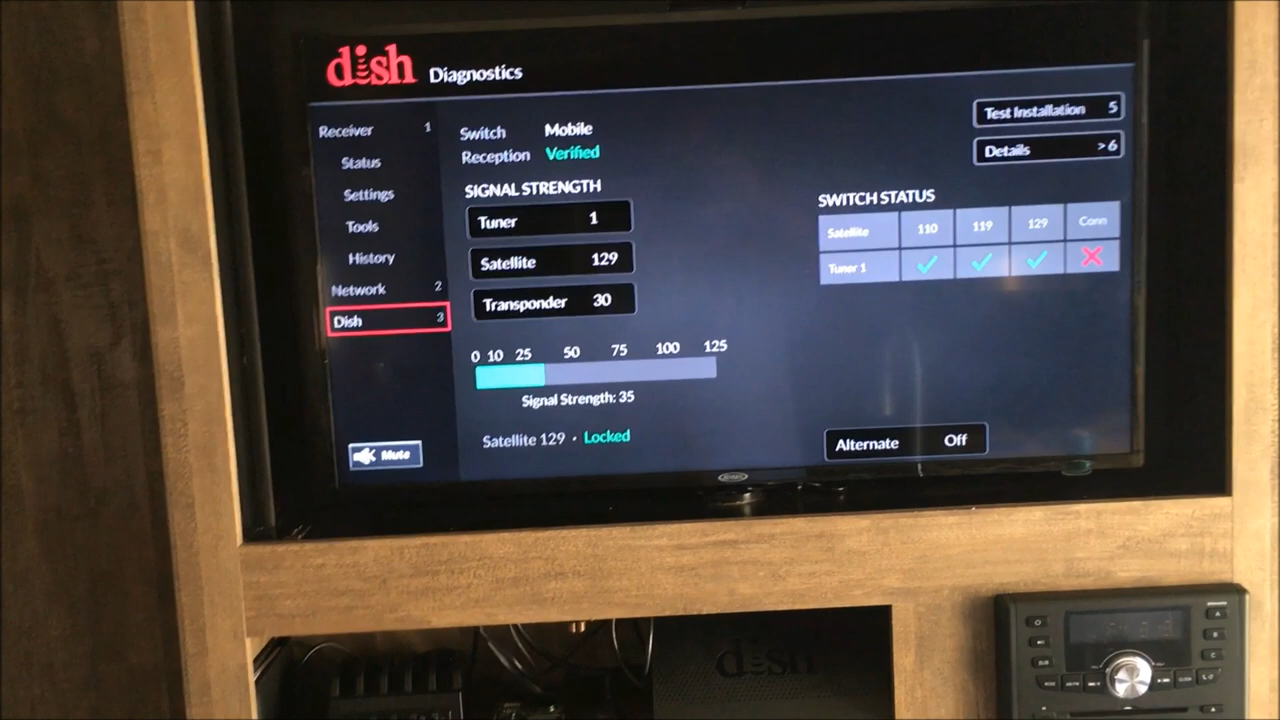 dish Diagnostics
Receiver 1
Status
Settings
Tools
History
Network 2
Dish 3
Mute
Switch Mobile
Reception Verified
SIGNAL STRENGTH
Tuner 1
Satellite 129
Transponder 30
0 10 25 50 75 100 125
Signal Strength: 35
Satellite 129 · Locked
Test Installation 5
Details >6
SWITCH STATUS
Satellite 110 119 129 Conn
Tuner 1
Alternate Off
JENSEN
dish